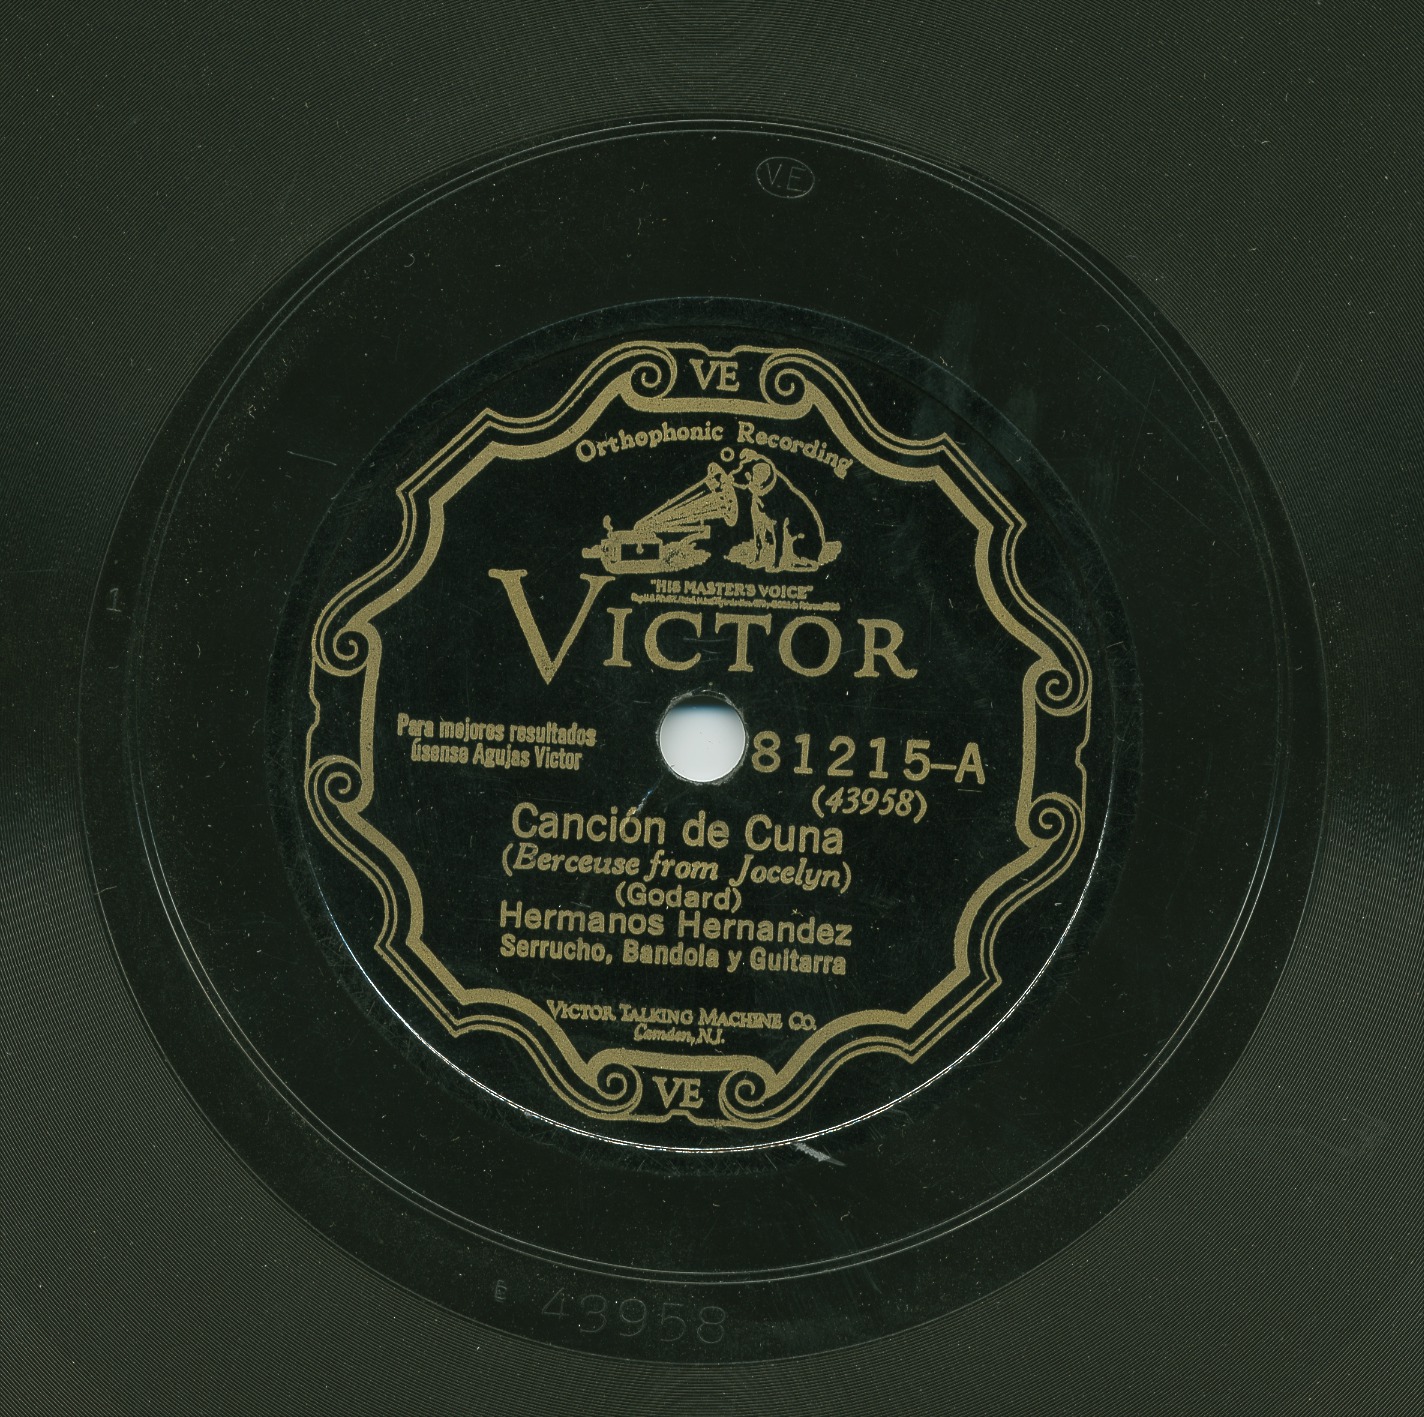 V.E
VE
Orthophonic Recording
"HIS MASTER'S VOICE"
VICTOR
Para mejores resultados
úsense Agujas Victor
81215-A
(43958)
Canción de Cuna
(Berceuse from Jocelyn)
(Godard)
Hermanos Hernandez
Serrucho, Bandola y Guitarra
VICTOR TALKING MACHINE CO.
Camden, N.J.
VE
1
E 43958